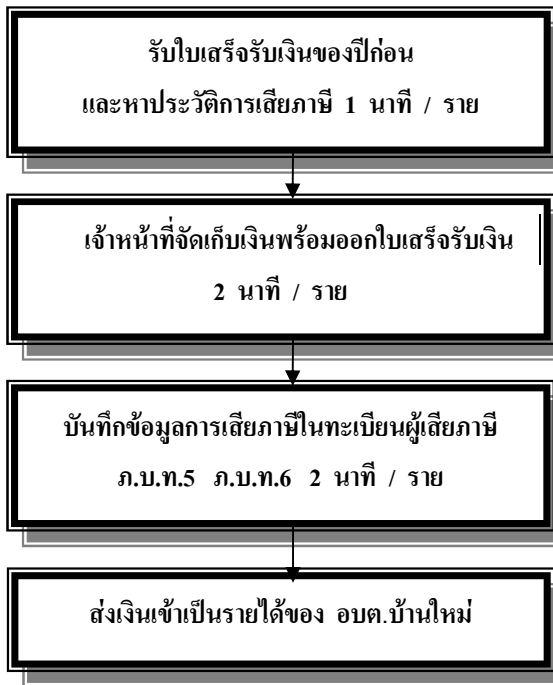 รับใบเสร็จรับเงินของปีก่อน
และหาประวัติการเสียภาษี 1 นาที / ราย
เจ้าหน้าที่จัดเก็บเงินพร้อมออกใบเสร็จรับเงิน
2 นาที / ราย
บันทึกข้อมูลการเสียภาษีในทะเบียนผู้เสียภาษี
ภ.บ.ท.5 ภ.บ.ท.6 2 นาที / ราย
ส่งเงินเข้าเป็นรายได้ของ อบต.บ้านใหม่